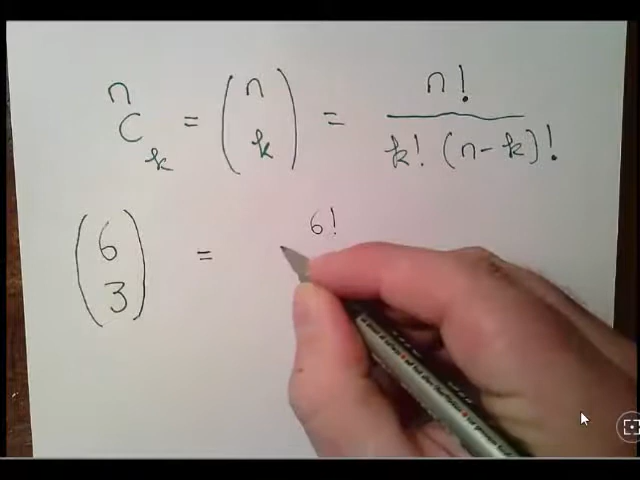 ⁿCₖ = (n k) = n! / k! (n-k)!
(6 3) = 6!